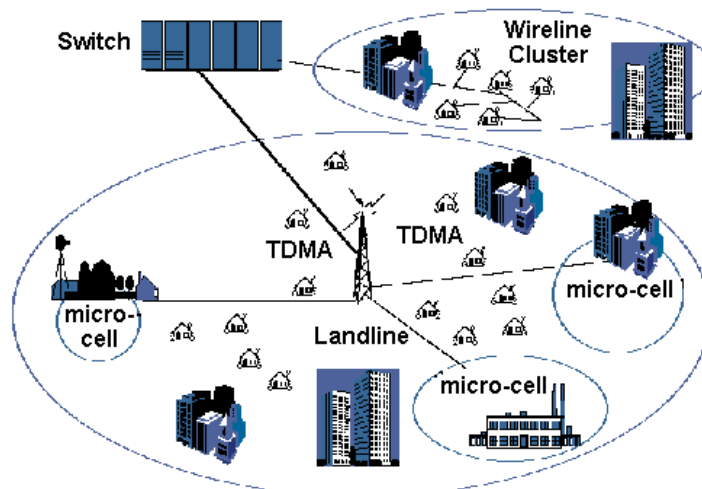 Switch
Wireline
Cluster
TDMA
TDMA
micro-
cell
micro-cell
Landline
micro-cell